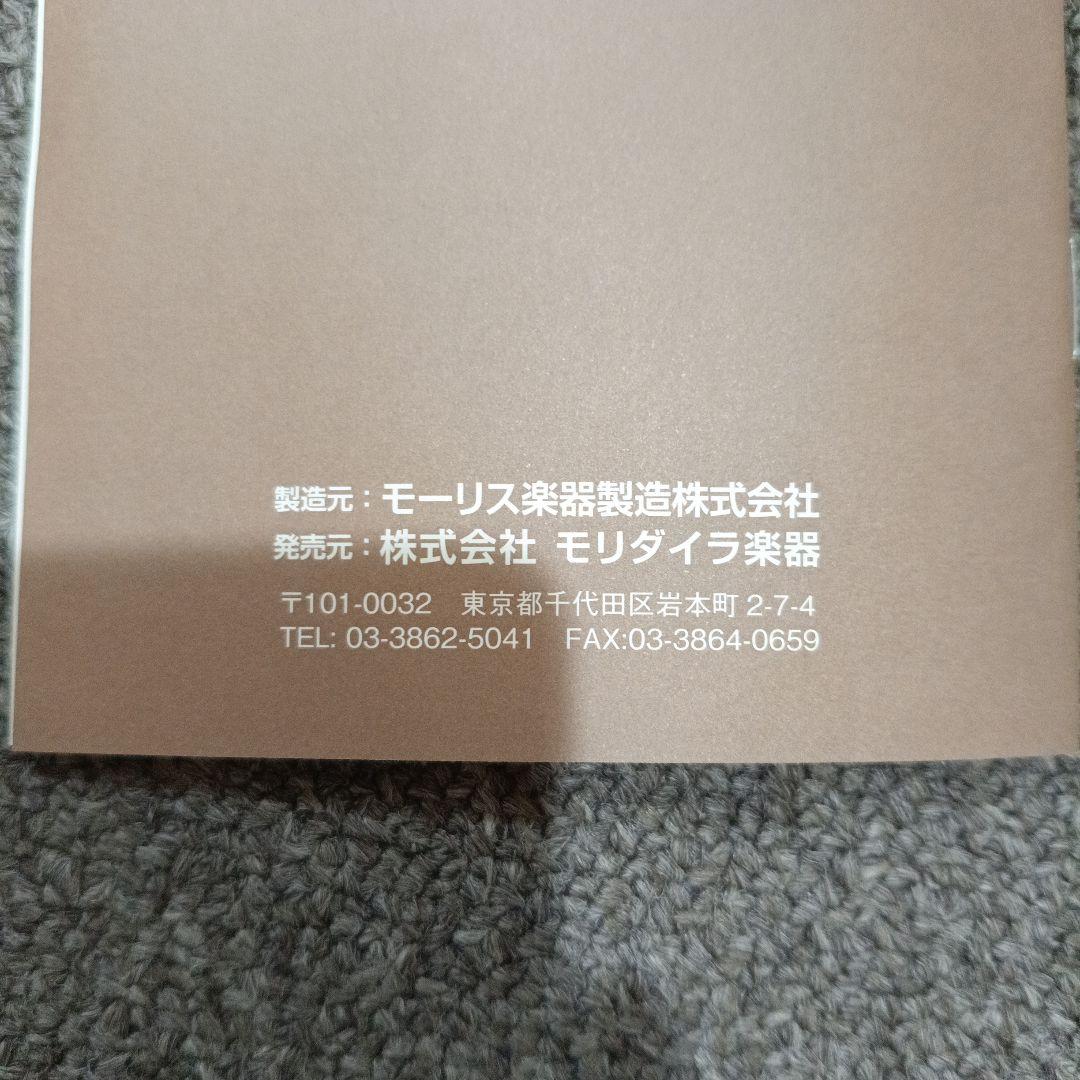 製造元：モーリス楽器製造株式会社
発売元：株式会社 モリダイラ楽器
〒101-0032　東京都千代田区岩本町 2-7-4
TEL: 03-3862-5041　FAX:03-3864-0659